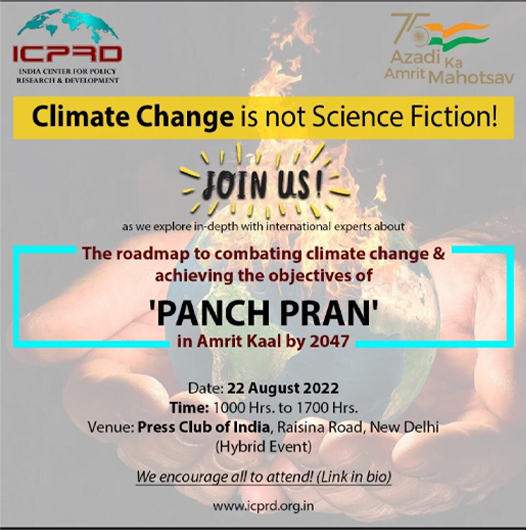 ICPRD
INDIA CENTER FOR POLICY
RESEARCH & DEVELOPMENT
75
Azadi Ka
Amrit Mahotsav
Climate Change is not Science Fiction!
JOIN US!
as we explore in-depth with international experts about
The roadmap to combating climate change &
achieving the objectives of
'PANCH PRAN'
in Amrit Kaal by 2047
Date: 22 August 2022
Time: 1000 Hrs. to 1700 Hrs.
Venue: Press Club of India, Raisina Road, New Delhi
(Hybrid Event)
We encourage all to attend! (Link in bio)
www.icprd.org.in